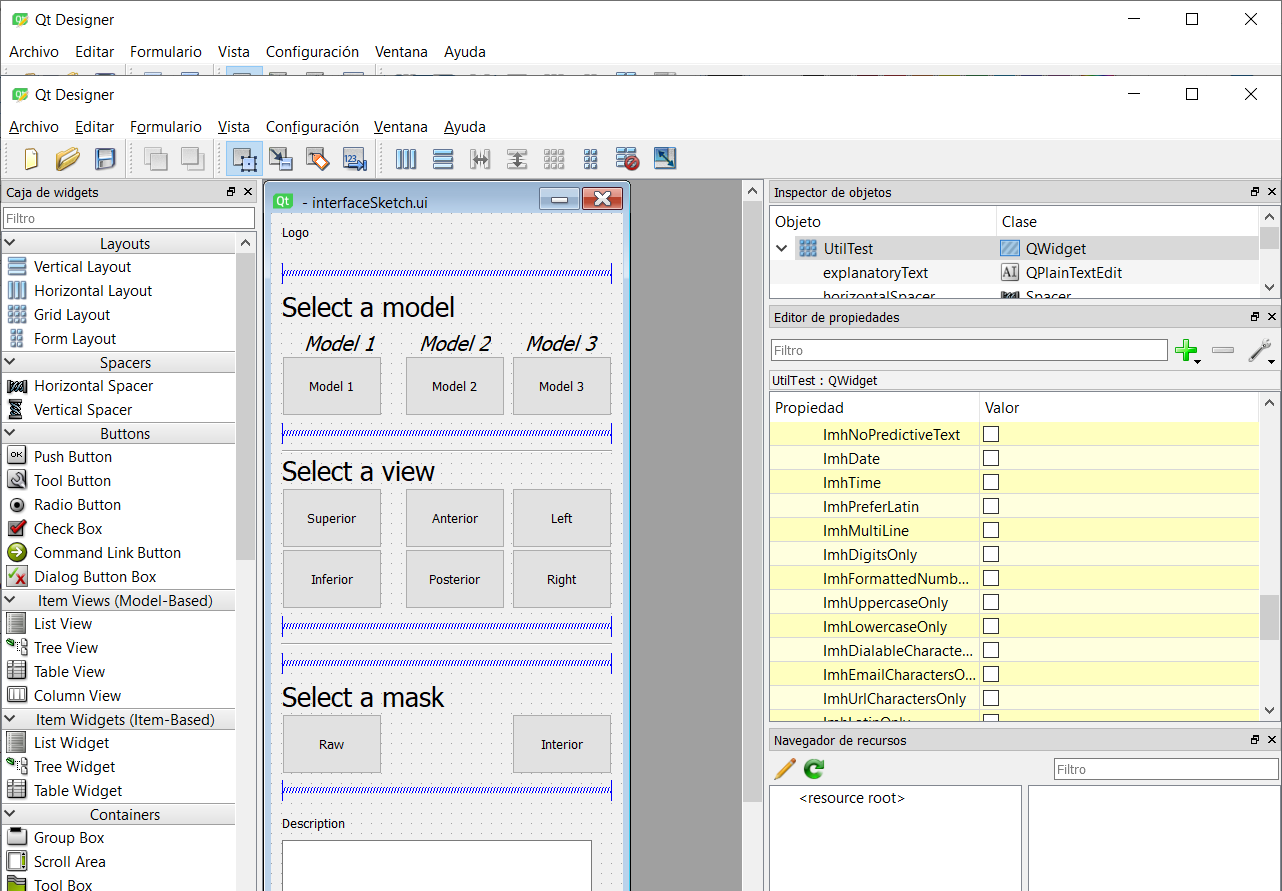 Qt Designer
Archivo Editar Formulario Vista Configuración Ventana Ayuda
Qt Designer
Archivo Editar Formulario Vista Configuración Ventana Ayuda
Caja de widgets
Filtro
Layouts
Vertical Layout
Horizontal Layout
Grid Layout
Form Layout
Spacers
Horizontal Spacer
Vertical Spacer
Buttons
OK Push Button
Tool Button
Radio Button
Check Box
Command Link Button
Dialog Button Box
Item Views (Model-Based)
List View
Tree View
Table View
Column View
Item Widgets (Item-Based)
List Widget
Tree Widget
Table Widget
Containers
Group Box
Scroll Area
Tool Box
Qt - interfaceSketch.ui
Logo
Select a model
Model 1 Model 2 Model 3
Model 1 Model 2 Model 3
Select a view
Superior Anterior Left
Inferior Posterior Right
Select a mask
Raw Interior
Description
Inspector de objetos
Objeto Clase
UtilTest QWidget
explanatoryText AI QPlainTextEdit
horizontalSpacer Spacer
Editor de propiedades
Filtro
UtilTest : QWidget
Propiedad Valor
ImhNoPredictiveText
ImhDate
ImhTime
ImhPreferLatin
ImhMultiLine
ImhDigitsOnly
ImhFormattedNumb...
ImhUppercaseOnly
ImhLowercaseOnly
ImhDialableCharacte...
ImhEmailCharactersO...
ImhUrlCharactersOnly
ImhLatinOnly
Navegador de recursos
Filtro
<resource root>